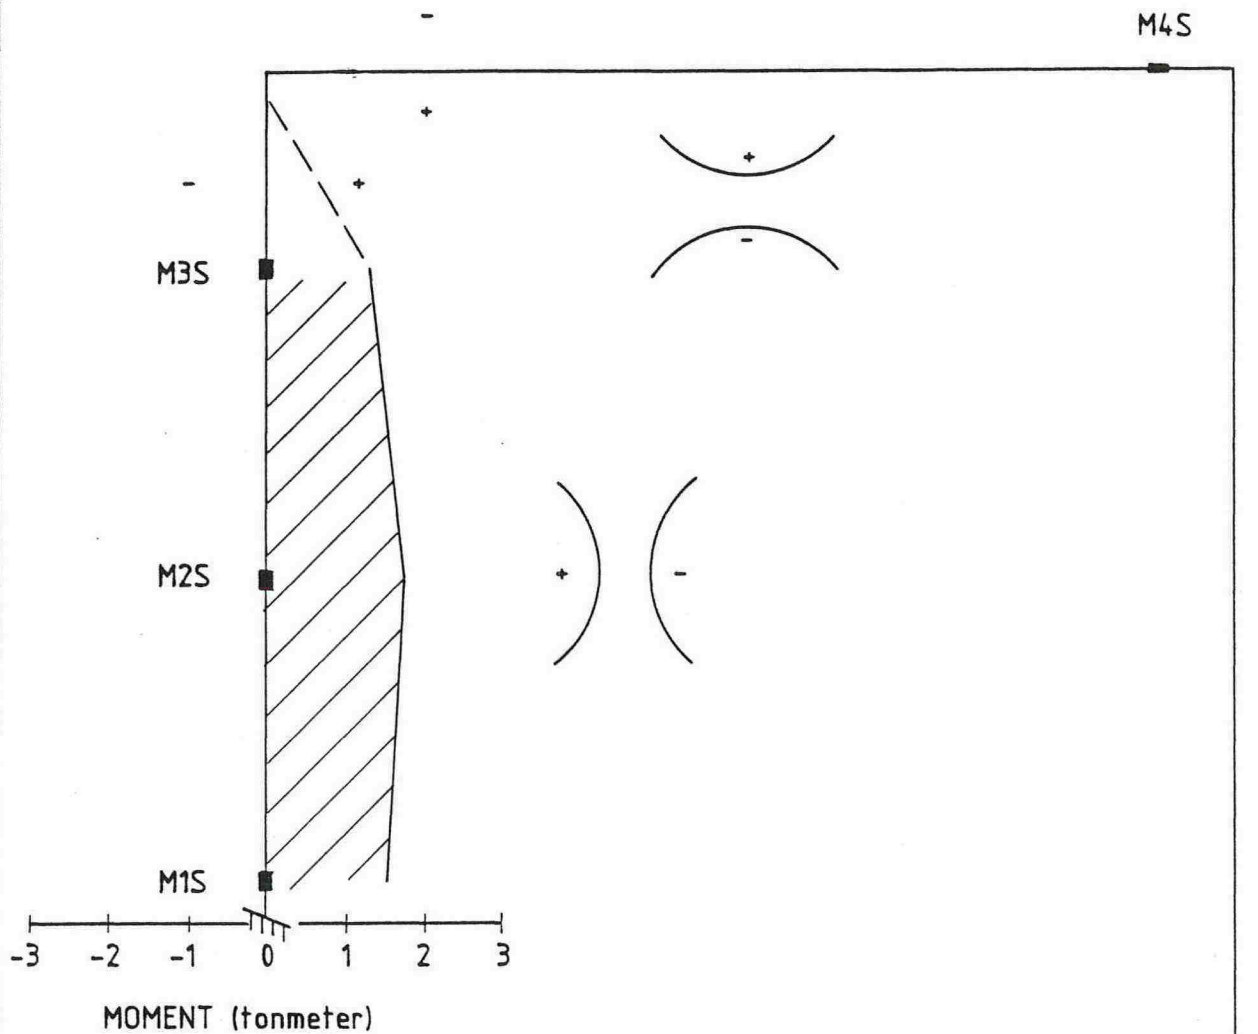 -
M4S
+
+
- +
-
M3S
M2S + -
M1S
-3 -2 -1 0 1 2 3
MOMENT (tonmeter)